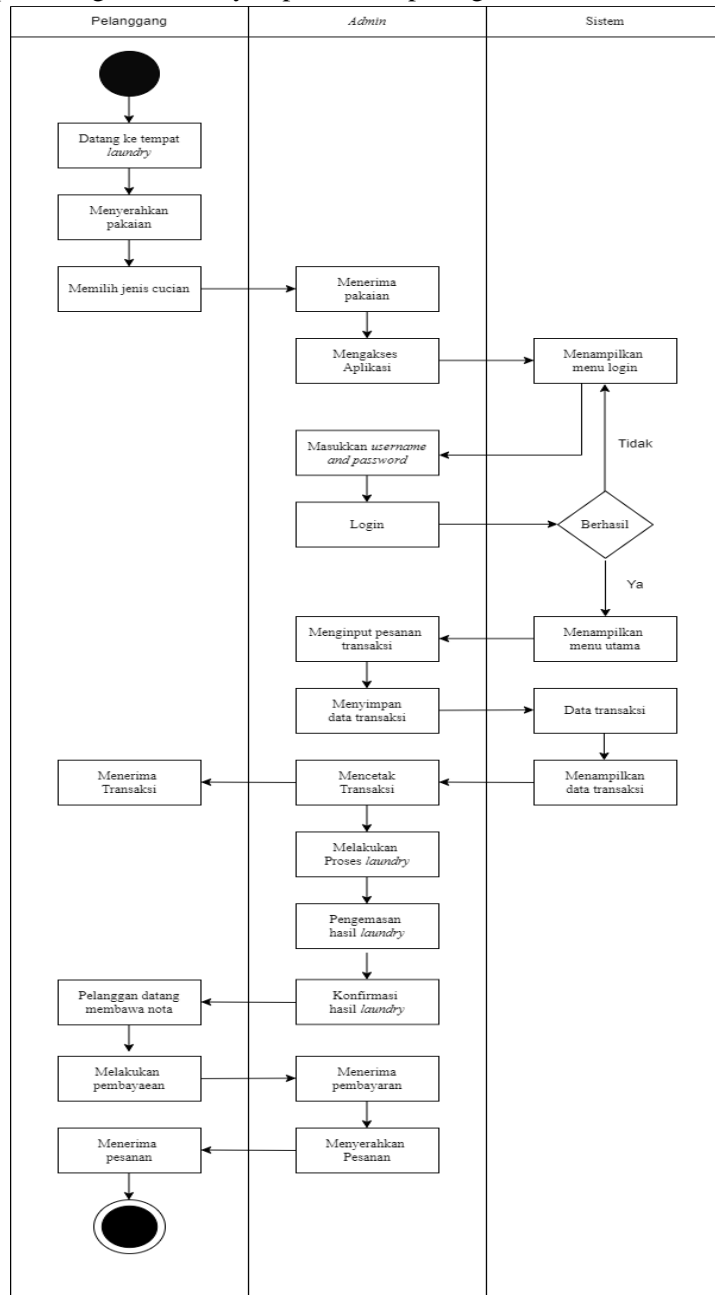 Pelanggang
Admin
Sistem
Datang ke tempat
laundry
Menyerahkan
pakaian
Memilih jenis cucian
Menerima
pakaian
Mengakses
Aplikasi
Menampilkan
menu login
Masukkan username
and password
Tidak
Login
Berhasil
Ya
Menginput pesanan
transaksi
Menampilkan
menu utama
Menyimpan
data transaksi
Data transaksi
Menerima
Transaksi
Mencetak
Transaksi
Menampilkan
data transaksi
Melakukan
Proses laundry
Pengemasan
hasil laundry
Pelanggan datang
membawa nota
Konfirmasi
hasil laundry
Melakukan
pembayaean
Menerima
pembayaran
Menerima
pesanan
Menyerahkan
Pesanan